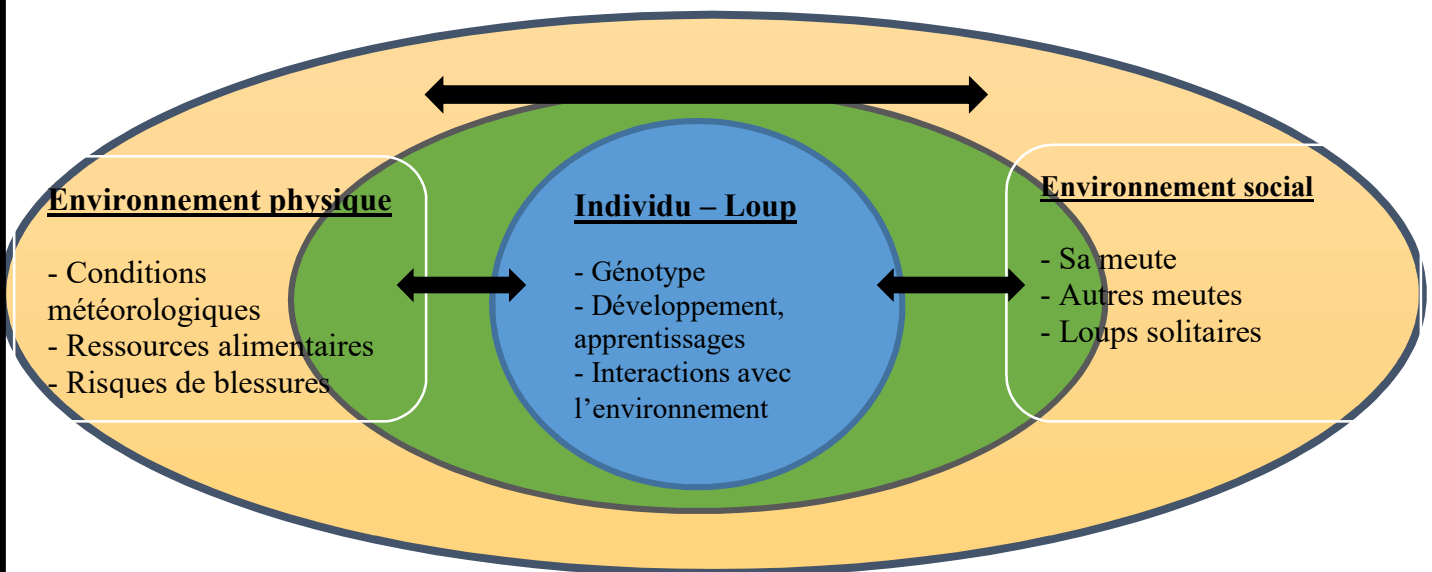 Environnement physique
- Conditions
météorologiques
- Ressources alimentaires
- Risques de blessures
Individu – Loup
- Génotype
- Développement,
apprentissages
- Interactions avec
l’environnement
Environnement social
- Sa meute
- Autres meutes
- Loups solitaires